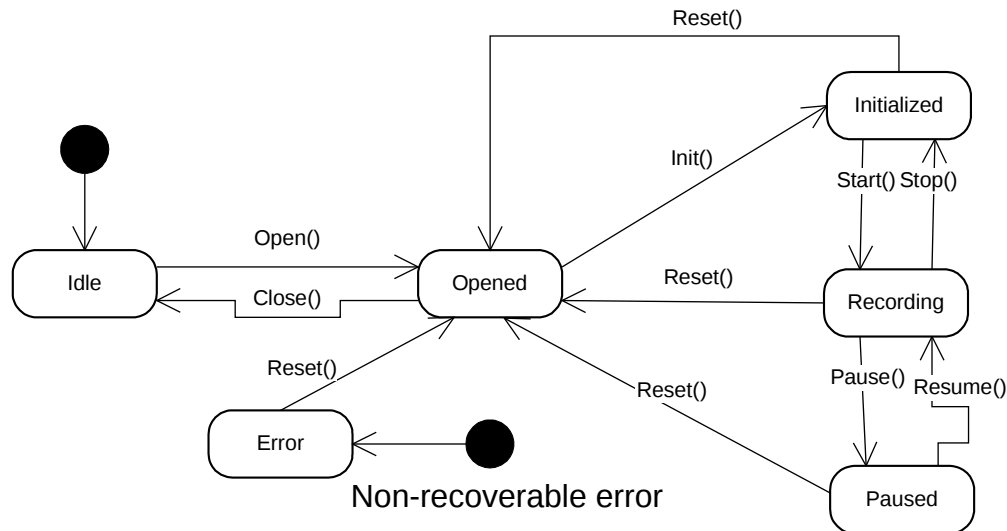 Reset()
Initialized
Init()
Start() Stop()
Open()
Idle
Opened
Close()
Reset()
Recording
Reset()
Pause()
Resume()
Reset()
Error
Non-recoverable error
Paused